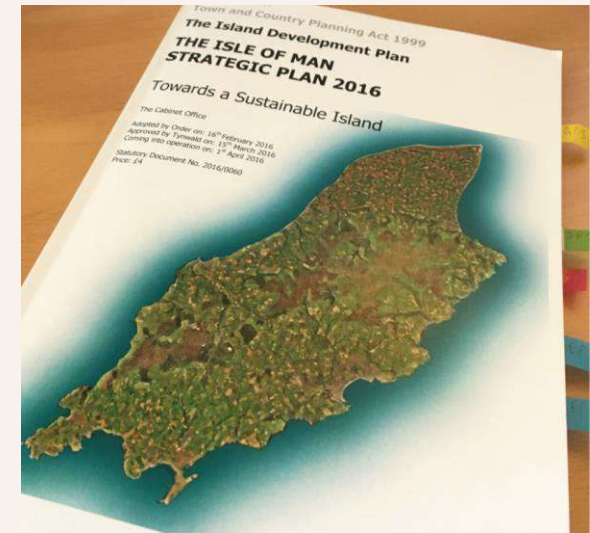 Town and Country Planning Act 1999
The Island Development Plan
THE ISLE OF MAN
STRATEGIC PLAN 2016
Towards a Sustainable Island
The Cabinet Office
Adopted by Order on: 16th February 2016
Approved by Tynwald on: 15th March 2016
Coming into operation on: 1st April 2016
Statutory Document No. 2016/0060
Price: £4